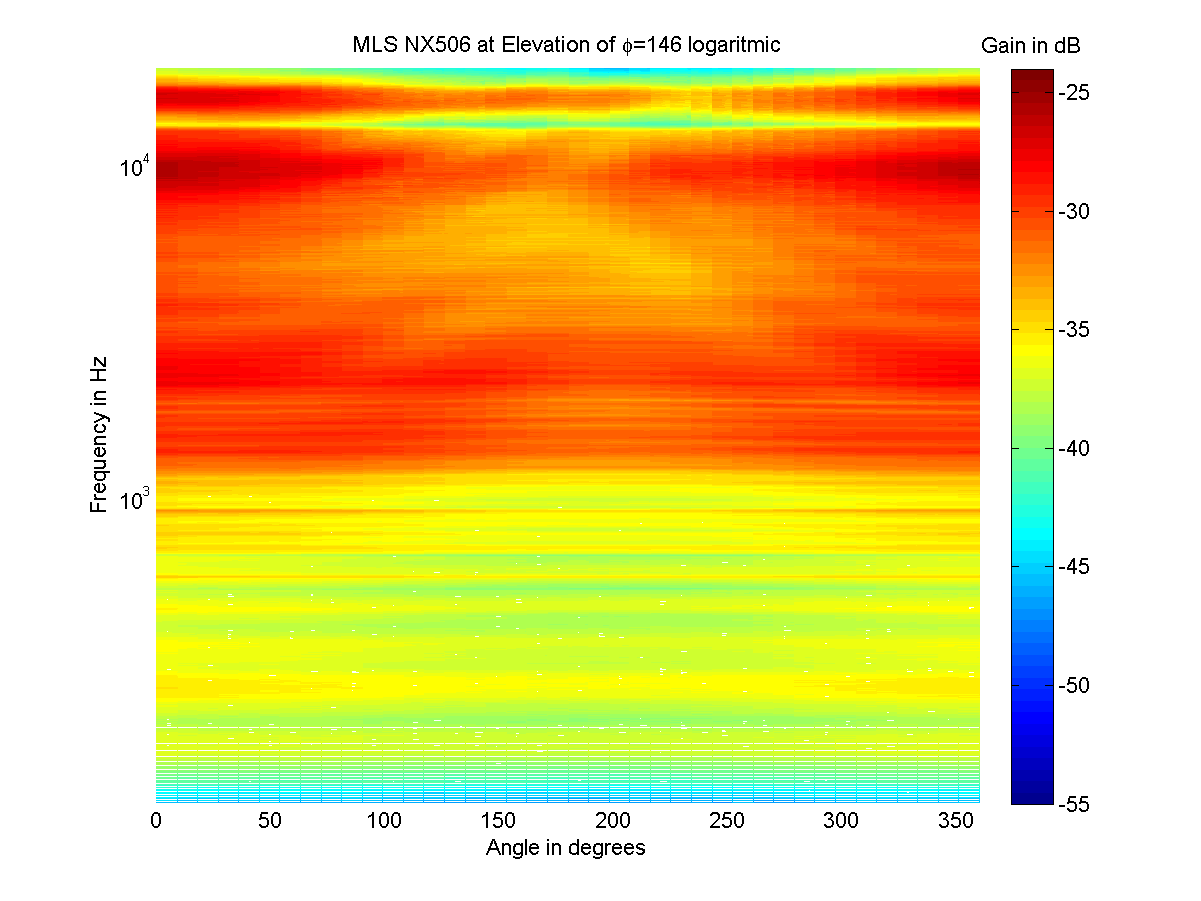 MLS NX506 at Elevation of ϕ=146 logaritmic
Gain in dB
-25
-30
-35
-40
-45
-50
-55
Frequency in Hz
10⁴
10³
0 50 100 150 200 250 300 350
Angle in degrees